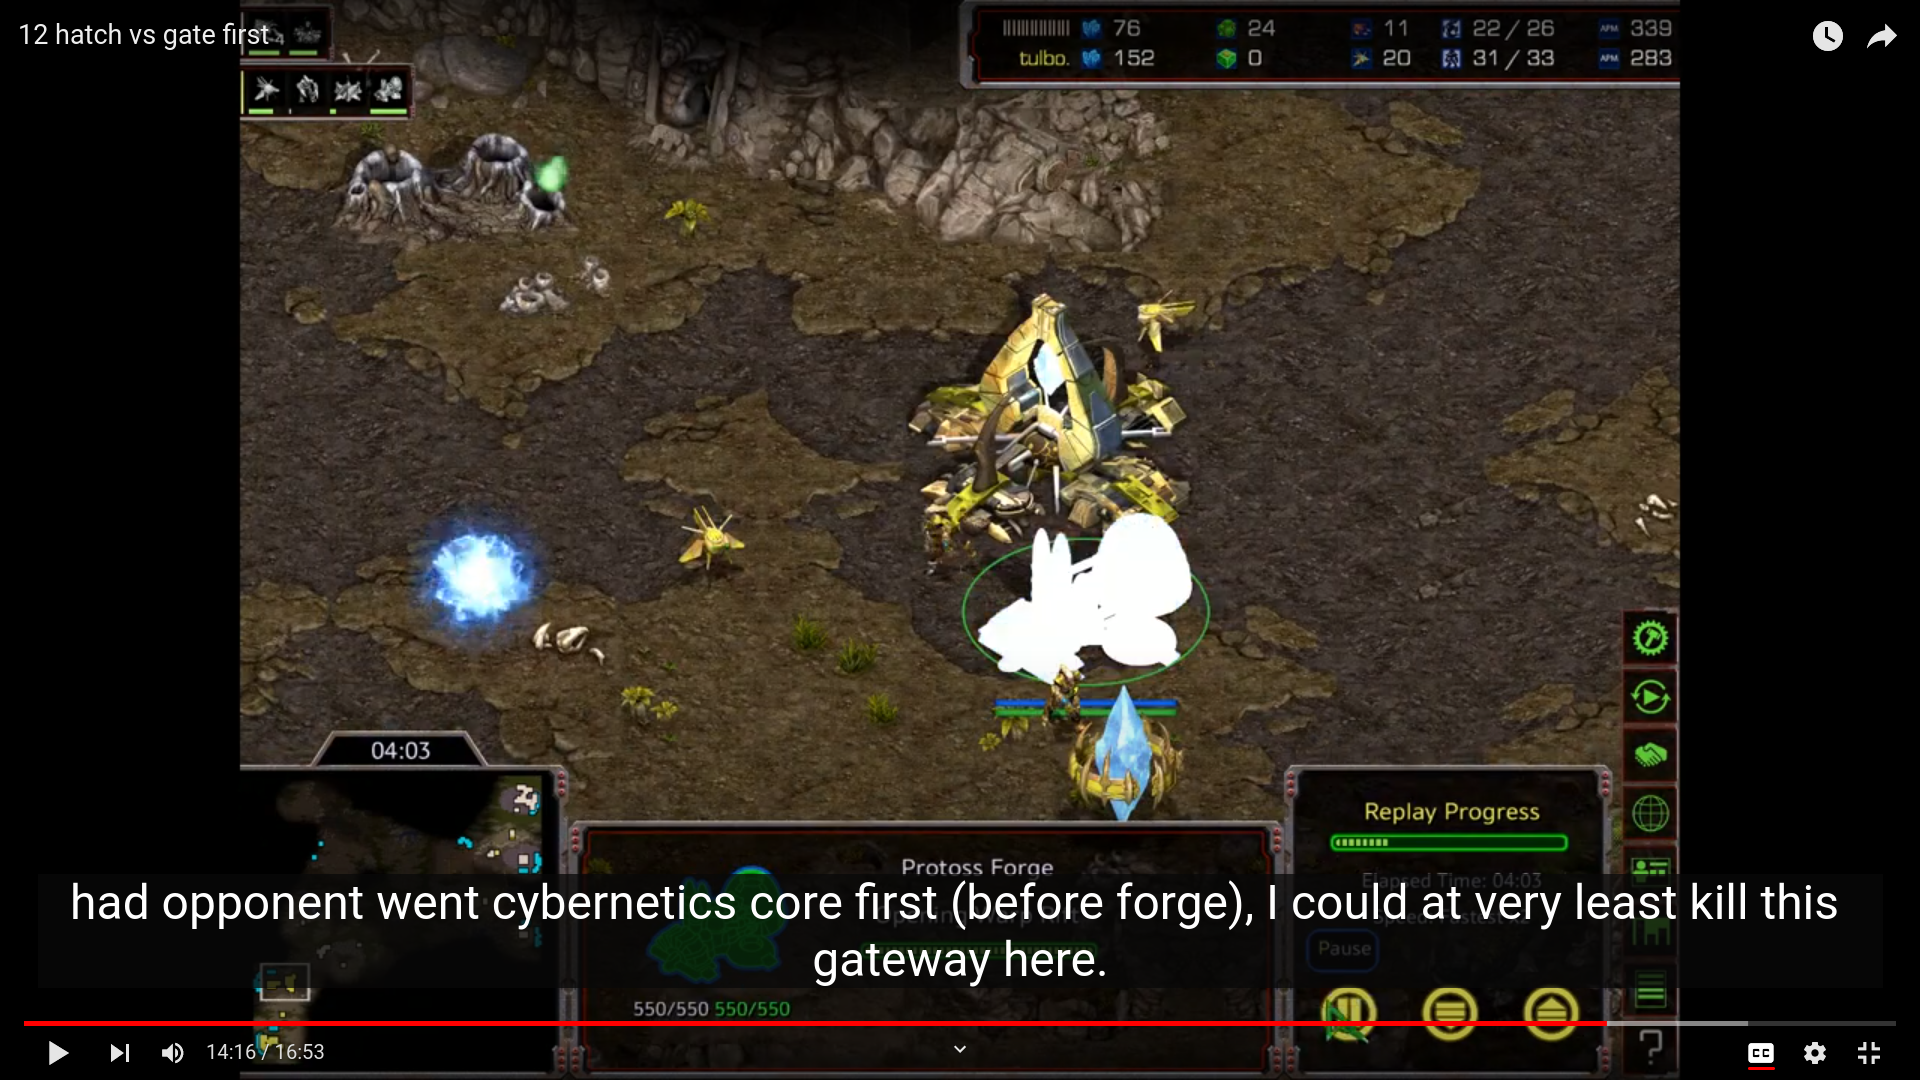 12 hatch vs gate first
76 24 11 22 / 26 APM 339
tulbo. 152 0 20 31 / 33 APM 283
04:03
Replay Progress
Protoss Forge
Elapsed Time: 04:03
had opponent went cybernetics core first (before forge), I could at very least kill this
gateway here.
Pause
550/550 550/550
14:16 / 16:53
CC